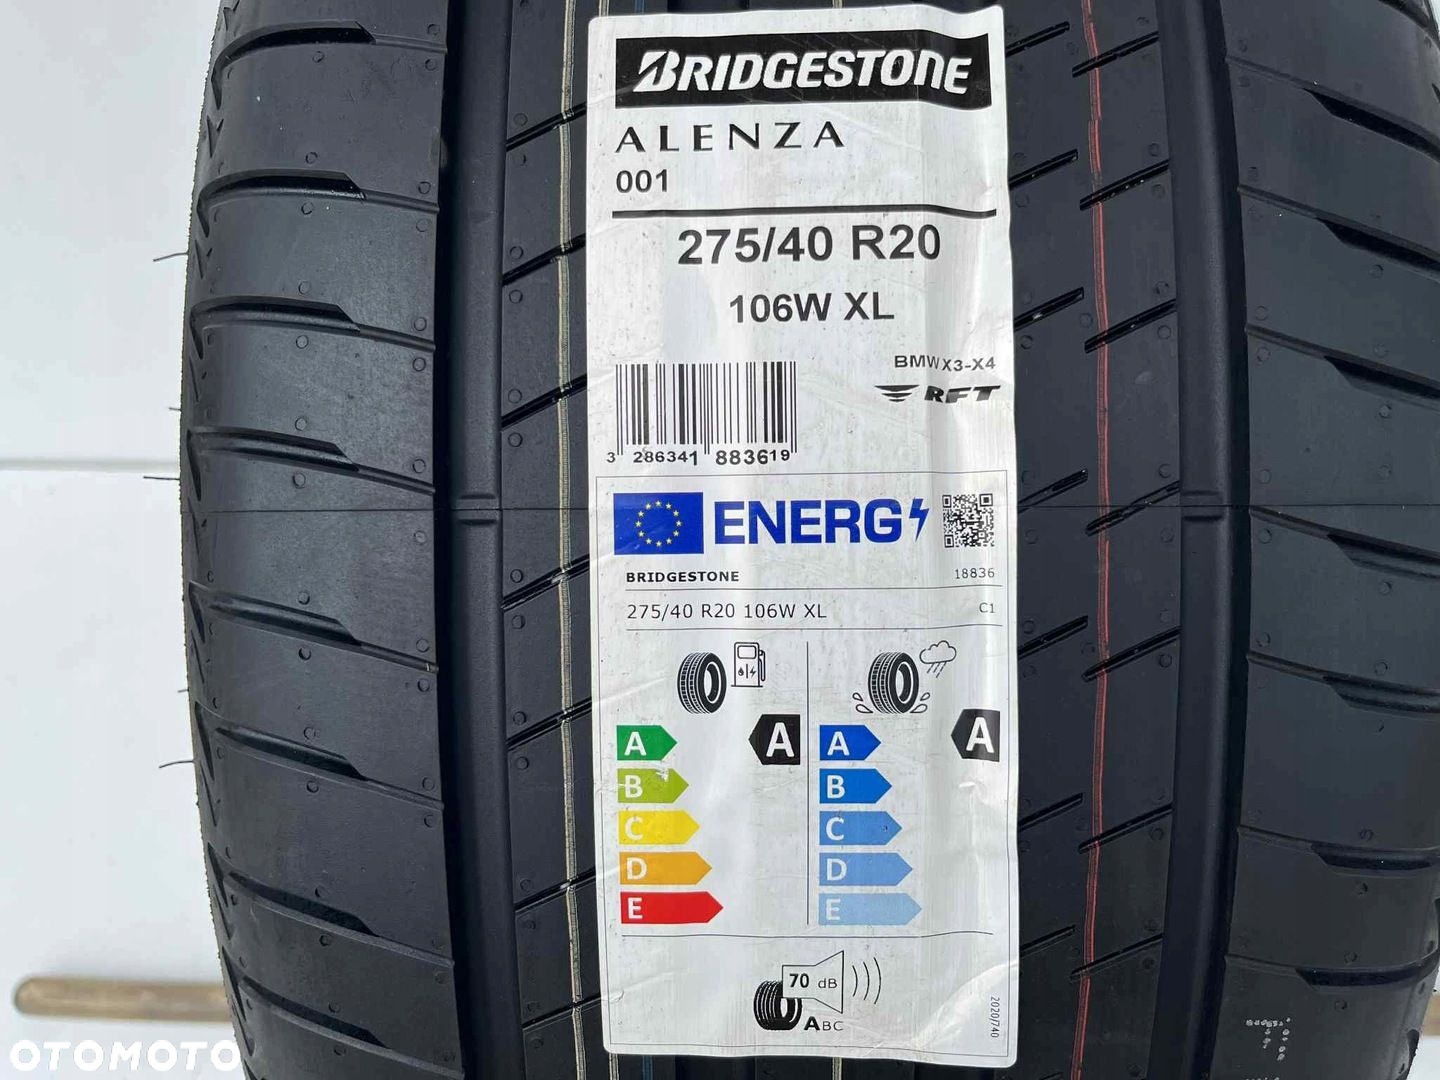 BRIDGESTONE
ALENZA
001
275/40 R20
106W XL
BMW X3-X4
RFT
3 286341 883619
ENERG
BRIDGESTONE 18836
275/40 R20 106W XL C1
A A A A
B B
C C
D D
E E
70 dB
ABC
2020/740
OTOMOTO